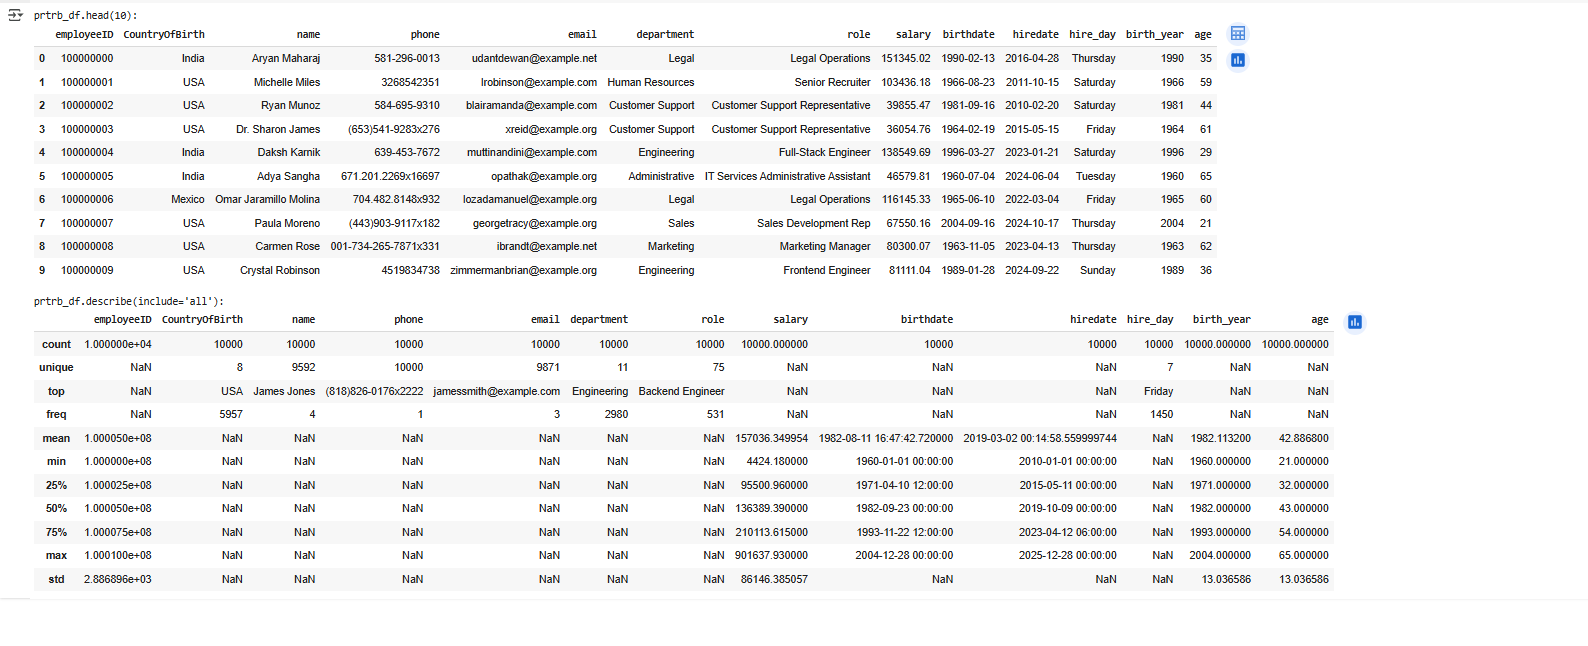 prtrb_df.head(10):
employeeID CountryOfBirth name phone email department role salary birthdate hiredate hire_day birth_year age
0 100000000 India Aryan Maharaj 581-296-0013 udantdewan@example.net Legal Legal Operations 151345.02 1990-02-13 2016-04-28 Thursday 1990 35
1 100000001 USA Michelle Miles 3268542351 lrobinson@example.com Human Resources Senior Recruiter 103436.18 1966-08-23 2011-10-15 Saturday 1966 59
2 100000002 USA Ryan Munoz 584-695-9310 blairamanda@example.com Customer Support Customer Support Representative 39855.47 1981-09-16 2010-02-20 Saturday 1981 44
3 100000003 USA Dr. Sharon James (653)541-9283x276 xreid@example.org Customer Support Customer Support Representative 36054.76 1964-02-19 2015-05-15 Friday 1964 61
4 100000004 India Daksh Karnik 639-453-7672 muttinandini@example.com Engineering Full-Stack Engineer 138549.69 1996-03-27 2023-01-21 Saturday 1996 29
5 100000005 India Adya Sangha 671.201.2269x16697 opathak@example.org Administrative IT Services Administrative Assistant 46579.81 1960-07-04 2024-06-04 Tuesday 1960 65
6 100000006 Mexico Omar Jaramillo Molina 704.482.8148x932 lozadamanuel@example.org Legal Legal Operations 116145.33 1965-06-10 2022-03-04 Friday 1965 60
7 100000007 USA Paula Moreno (443)903-9117x182 georgetracy@example.org Sales Sales Development Rep 67550.16 2004-09-16 2024-10-17 Thursday 2004 21
8 100000008 USA Carmen Rose 001-734-265-7871x331 ibrandt@example.net Marketing Marketing Manager 80300.07 1963-11-05 2023-04-13 Thursday 1963 62
9 100000009 USA Crystal Robinson 4519834738 zimmermanbrian@example.org Engineering Frontend Engineer 81111.04 1989-01-28 2024-09-22 Sunday 1989 36
prtrb_df.describe(include='all'):
employeeID CountryOfBirth name phone email department role salary birthdate hiredate hire_day birth_year age
count 1.000000e+04 10000 10000 10000 10000 10000 10000 10000.000000 10000 10000 10000 10000.000000 10000.000000
unique NaN 8 9592 10000 9871 11 75 NaN NaN NaN 7 NaN NaN
top NaN USA James Jones (818)826-0176x2222 jamessmith@example.com Engineering Backend Engineer NaN NaN NaN Friday NaN NaN
freq NaN 5957 4 1 3 2980 531 NaN NaN NaN 1450 NaN NaN
mean 1.000050e+08 NaN NaN NaN NaN NaN NaN 157036.349954 1982-08-11 16:47:42.720000 2019-03-02 00:14:58.559999744 NaN 1982.113200 42.886800
min 1.000000e+08 NaN NaN NaN NaN NaN NaN 4424.180000 1960-01-01 00:00:00 2010-01-01 00:00:00 NaN 1960.000000 21.000000
25% 1.000025e+08 NaN NaN NaN NaN NaN NaN 95500.960000 1971-04-10 12:00:00 2015-05-11 00:00:00 NaN 1971.000000 32.000000
50% 1.000050e+08 NaN NaN NaN NaN NaN NaN 136389.390000 1982-09-23 00:00:00 2019-10-09 00:00:00 NaN 1982.000000 43.000000
75% 1.000075e+08 NaN NaN NaN NaN NaN NaN 210113.615000 1993-11-22 12:00:00 2023-04-12 06:00:00 NaN 1993.000000 54.000000
max 1.000100e+08 NaN NaN NaN NaN NaN NaN 901637.930000 2004-12-28 00:00:00 2025-12-28 00:00:00 NaN 2004.000000 65.000000
std 2.886896e+03 NaN NaN NaN NaN NaN NaN 86146.385057 NaN NaN NaN 13.036586 13.036586